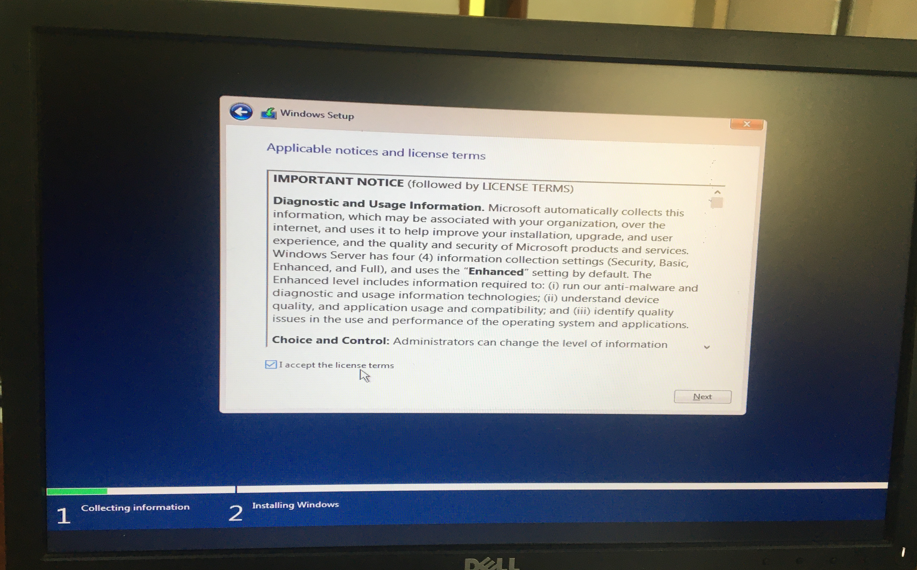 Windows Setup
Applicable notices and license terms
IMPORTANT NOTICE (followed by LICENSE TERMS)
Diagnostic and Usage Information. Microsoft automatically collects this
information, which may be associated with your organization, over the
internet, and uses it to help improve your installation, upgrade, and user
experience, and the quality and security of Microsoft products and services.
Windows Server has four (4) information collection settings (Security, Basic,
Enhanced, and Full), and uses the "Enhanced" setting by default. The
Enhanced level includes information required to: (i) run our anti-malware and
diagnostic and usage information technologies; (ii) understand device
quality, and application usage and compatibility; and (iii) identify quality
issues in the use and performance of the operating system and applications.
Choice and Control: Administrators can change the level of information
I accept the license terms
Next
1 Collecting information
2 Installing Windows
DELL